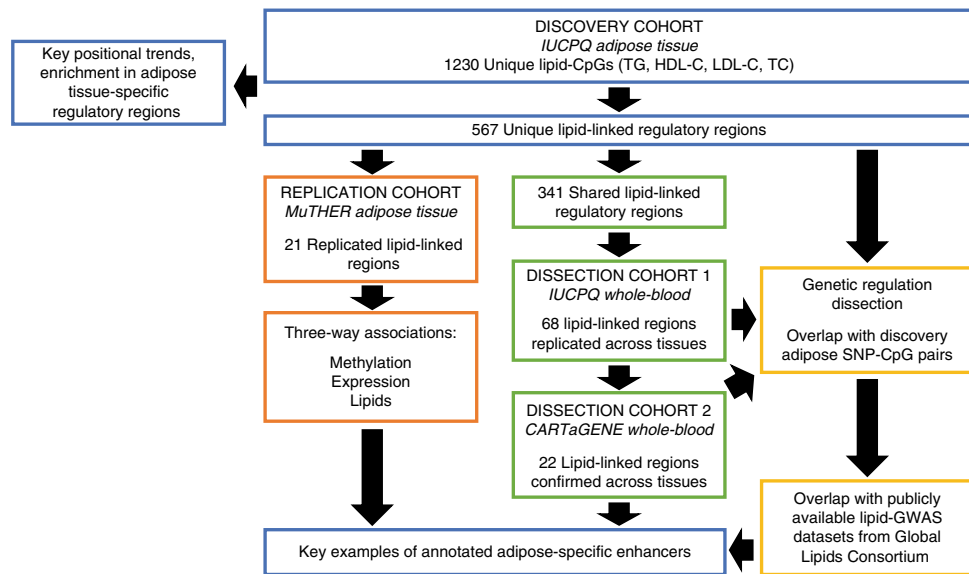 DISCOVERY COHORT
IUCPQ adipose tissue
1230 Unique lipid-CpGs (TG, HDL-C, LDL-C, TC)
Key positional trends,
enrichment in adipose
tissue-specific
regulatory regions
567 Unique lipid-linked regulatory regions
REPLICATION COHORT
MuTHER adipose tissue
21 Replicated lipid-linked
regions
Three-way associations:
Methylation
Expression
Lipids
341 Shared lipid-linked
regulatory regions
DISSECTION COHORT 1
IUCPQ whole-blood
68 lipid-linked regions
replicated across tissues
DISSECTION COHORT 2
CARTaGENE whole-blood
22 Lipid-linked regions
confirmed across tissues
Genetic regulation
dissection
Overlap with discovery
adipose SNP-CpG pairs
Overlap with publicly
available lipid-GWAS
datasets from Global
Lipids Consortium
Key examples of annotated adipose-specific enhancers